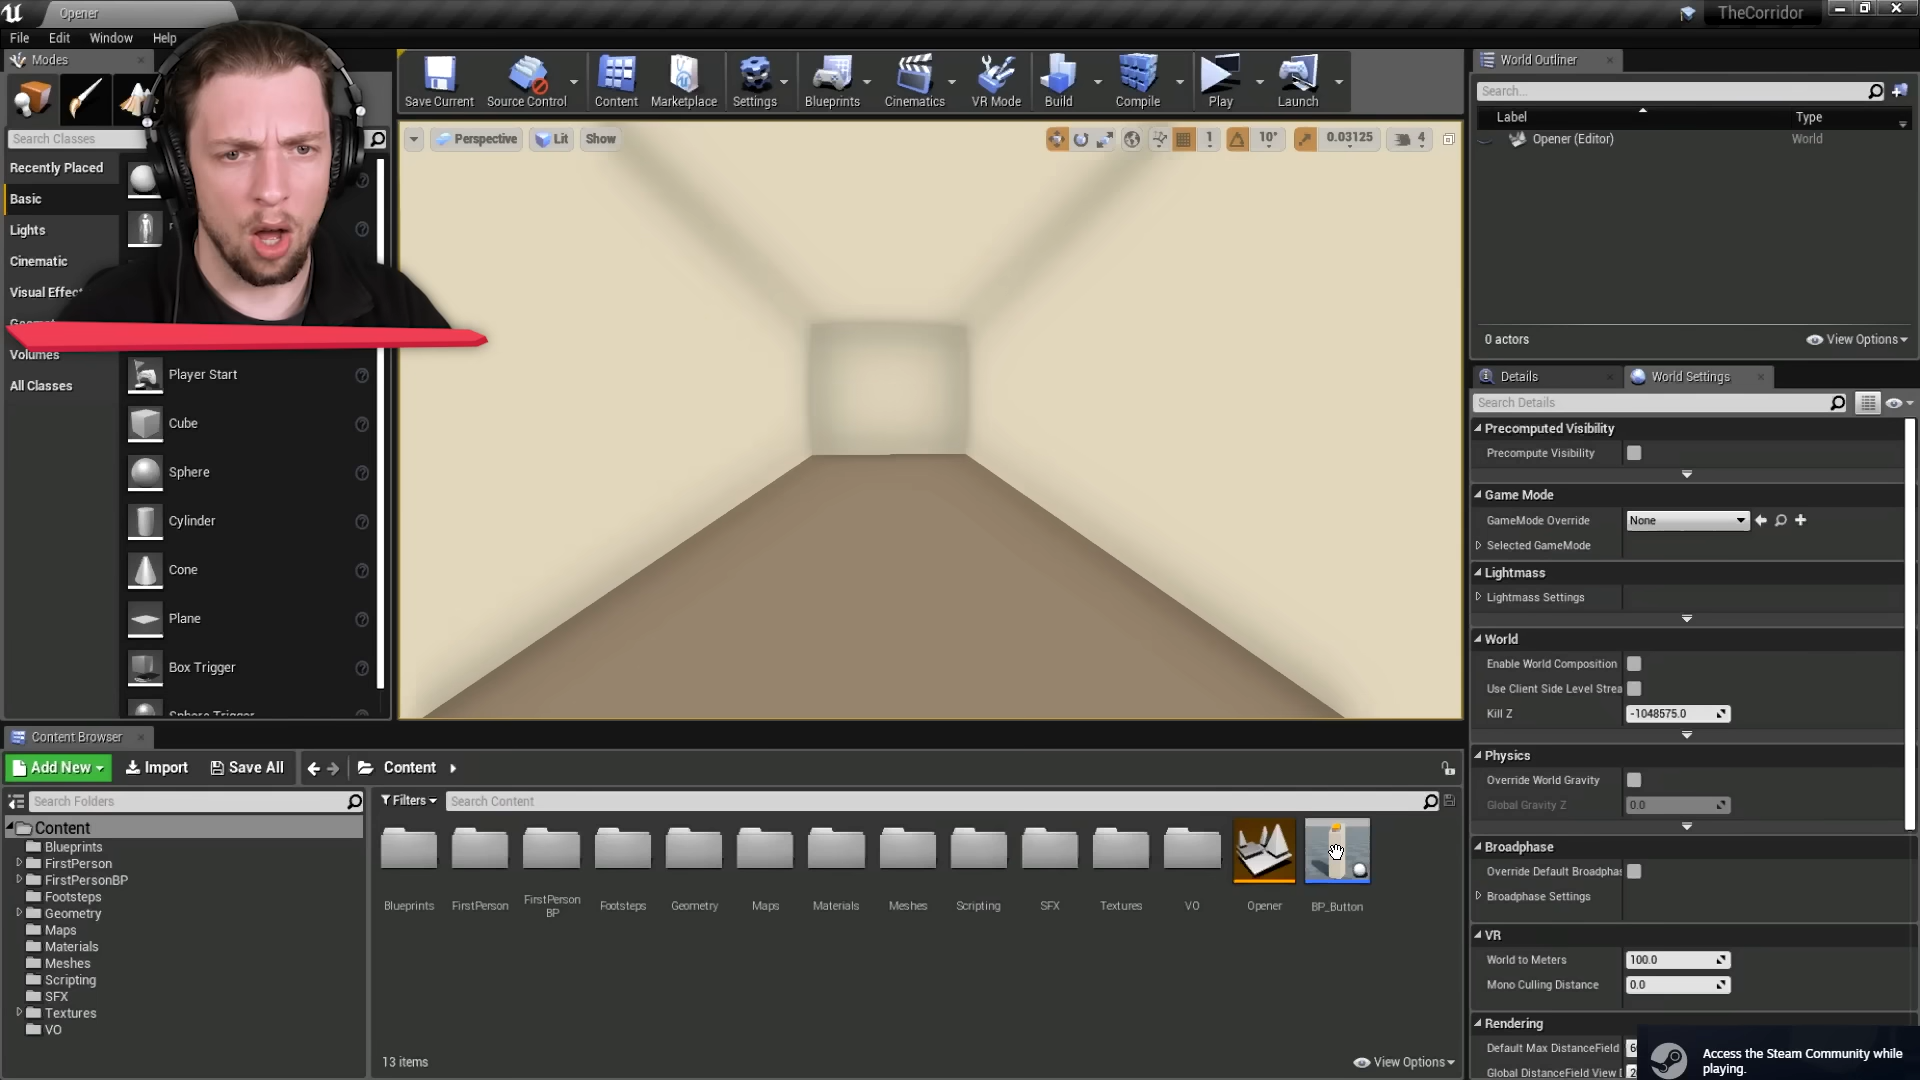 Opener
TheCorridor
File Edit Window Help
Modes
Search Classes
Recently Placed
Basic
Lights
Cinematic
Visual Effec
Volumes
All Classes
Player Start
Cube
Sphere
Cylinder
Cone
Plane
Box Trigger
Sphere Trigger
Save Current
Source Control
Content
Marketplace
Settings
Blueprints
Cinematics
VR Mode
Build
Compile
Play
Launch
Perspective
Lit
Show
1
10°
0.03125
4
World Outliner
Search...
Label
Type
Opener (Editor)
World
0 actors
View Options
Details
World Settings
Search Details
Precomputed Visibility
Precompute Visibility
Game Mode
GameMode Override
None
Selected GameMode
Lightmass
Lightmass Settings
World
Enable World Composition
Use Client Side Level Strea
Kill Z
-1048575.0
Physics
Override World Gravity
Global Gravity Z
0.0
Broadphase
Override Default Broadphas
Broadphase Settings
VR
World to Meters
100.0
Mono Culling Distance
0.0
Rendering
Default Max DistanceField
Global DistanceField View D
Access the Steam Community while
playing.
Content Browser
Add New
Import
Save All
Content
Search Folders
Content
Blueprints
FirstPerson
FirstPersonBP
Footsteps
Geometry
Maps
Materials
Meshes
Scripting
SFX
Textures
VO
Filters
Search Content
Blueprints
FirstPerson
FirstPerson
BP
Footsteps
Geometry
Maps
Materials
Meshes
Scripting
SFX
Textures
VO
Opener
BP_Button
13 items
View Options